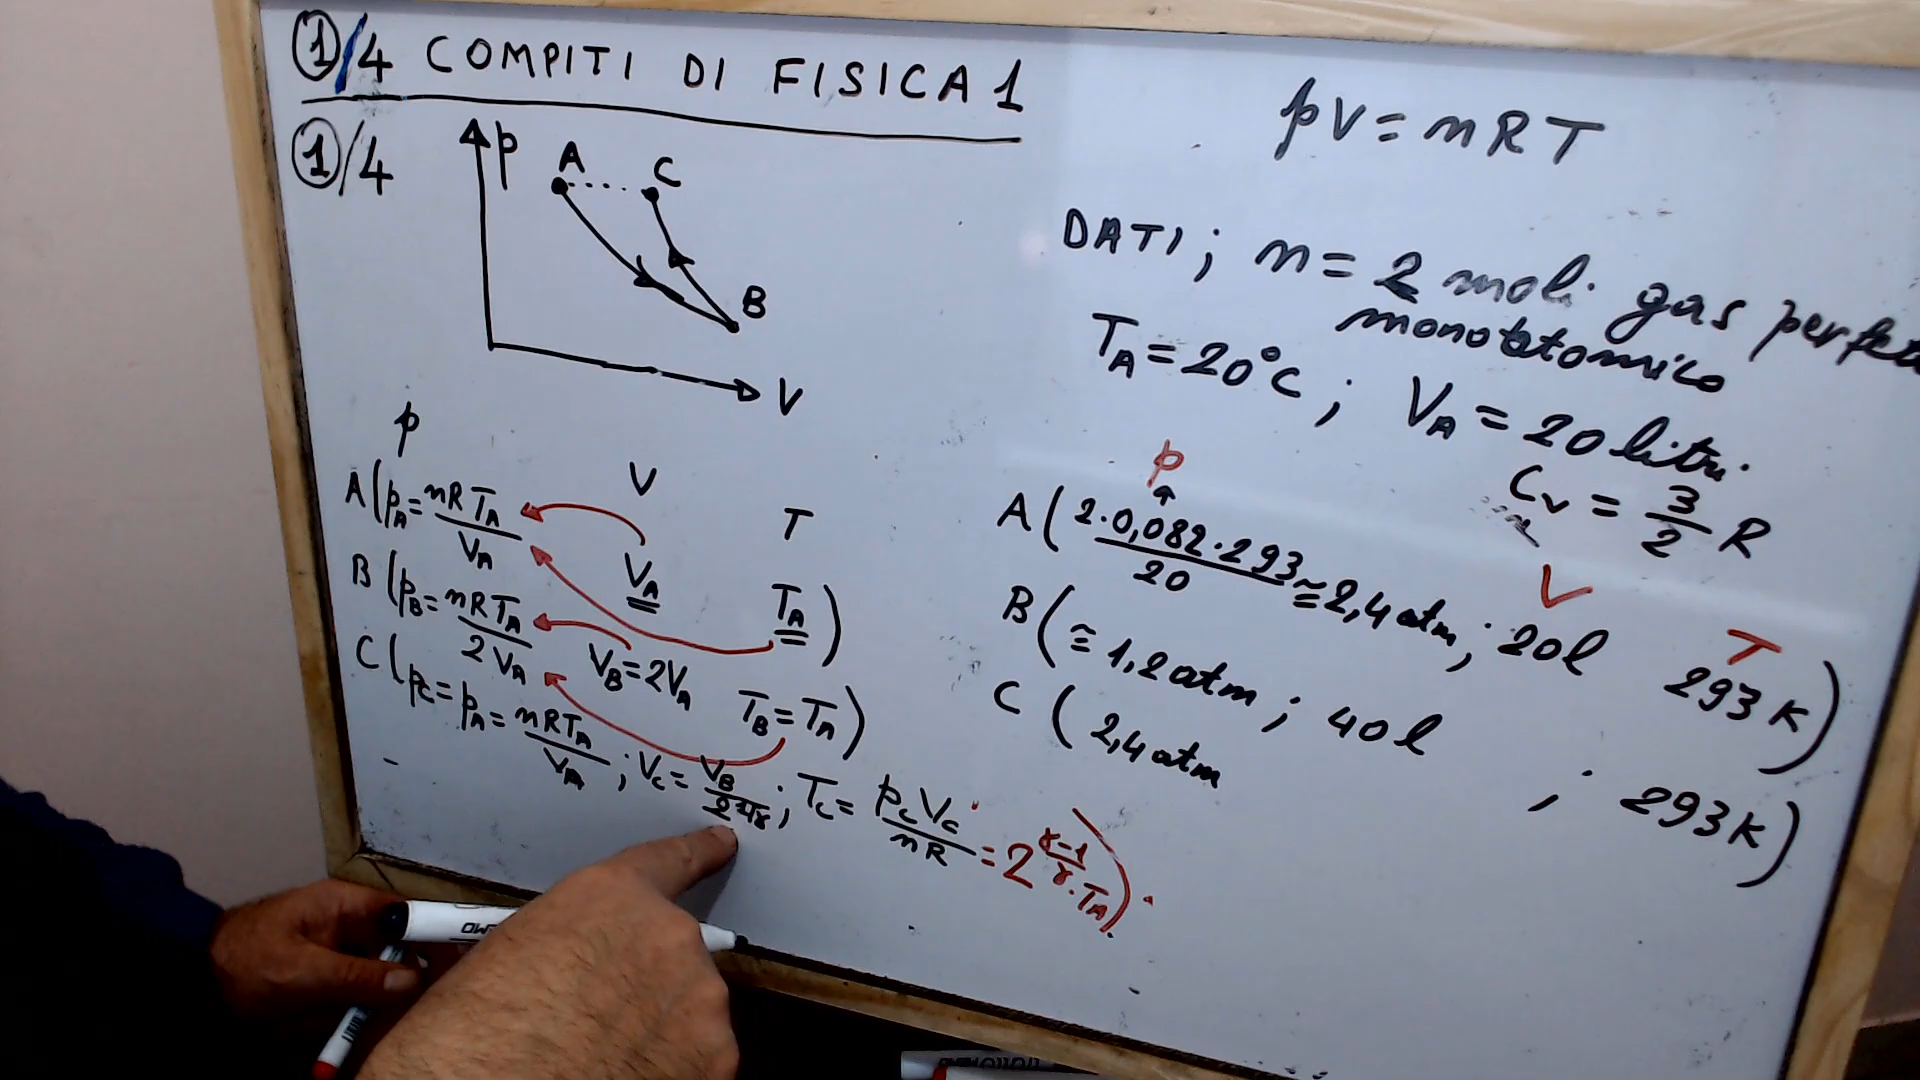 1/4 COMPITI DI FISICA 1
1/4
p
A
C
B
V
pV = nRT
DATI; n = 2 moli gas
monoatomico
T_A = 20°C; V_A = 20 litri
C_V = 3/2 R
p V T
A (p_A = nRT_A/V_A V_A T_A)
B (p_B = nRT_A/2V_A V_B = 2V_A T_B = T_A)
C (p_C = p_A = nRT_A/V_A; V_C = V_B/2^1/γ; T_C = p_C V_C/nR = 2^(γ-1)/γ · T_A)
p V T
A (2·0,082·293/20 ≅ 2,4 atm; 20 l 293 K)
B (≅ 1,2 atm; 40 l ; 293 K)
C (2,4 atm